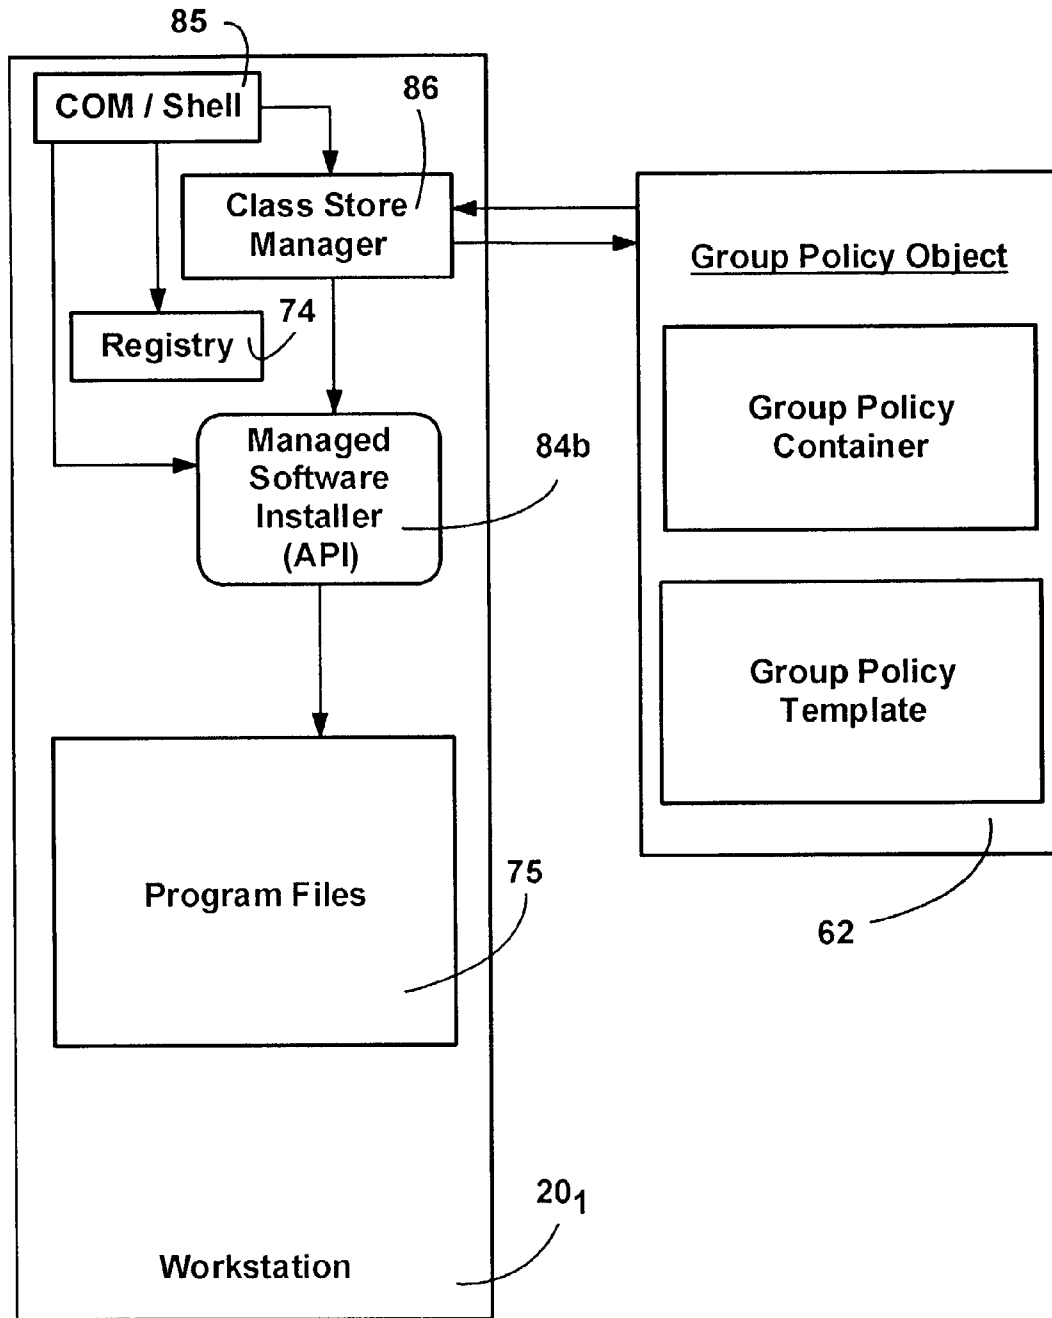 85
COM / Shell
86
Class Store
Manager
Group Policy Object
74
Registry
Group Policy
Container
Managed
Software
Installer
(API)
84b
Group Policy
Template
Program Files
75
62
20₁
Workstation